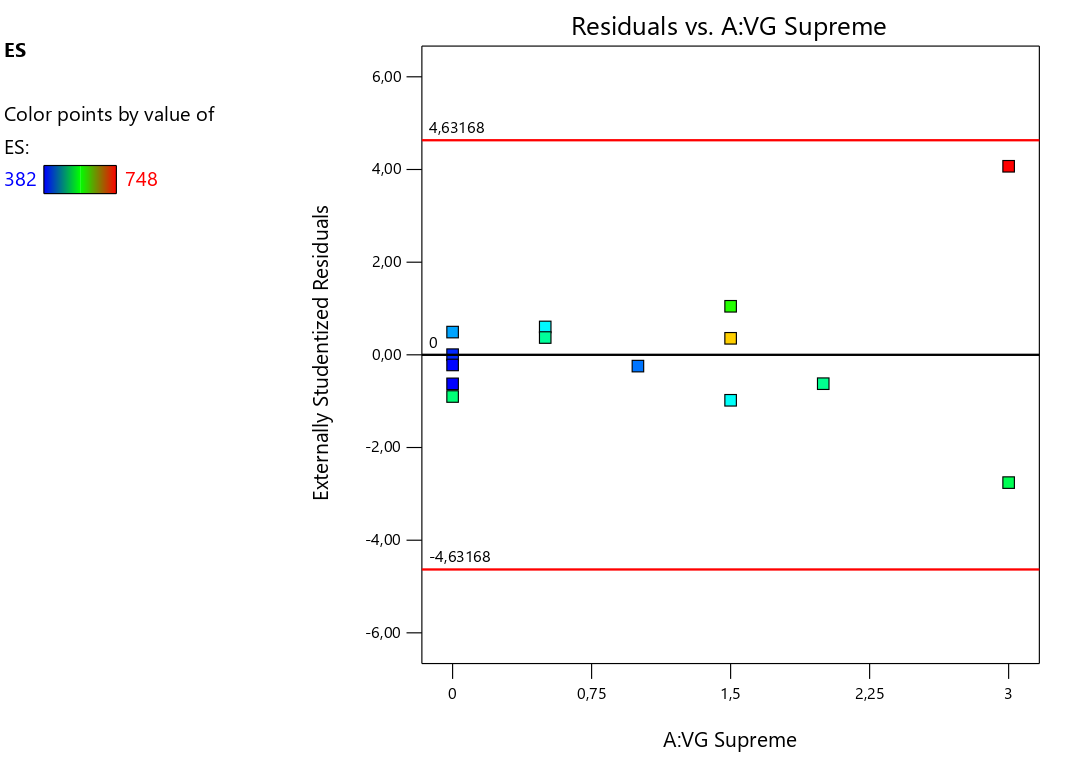 Residuals vs. A:VG Supreme
ES
Color points by value of
ES:
382 748
Externally Studentized Residuals
6,00
4,00
2,00
0,00
-2,00
-4,00
-6,00
4,63168
0
-4,63168
0 0,75 1,5 2,25 3
A:VG Supreme